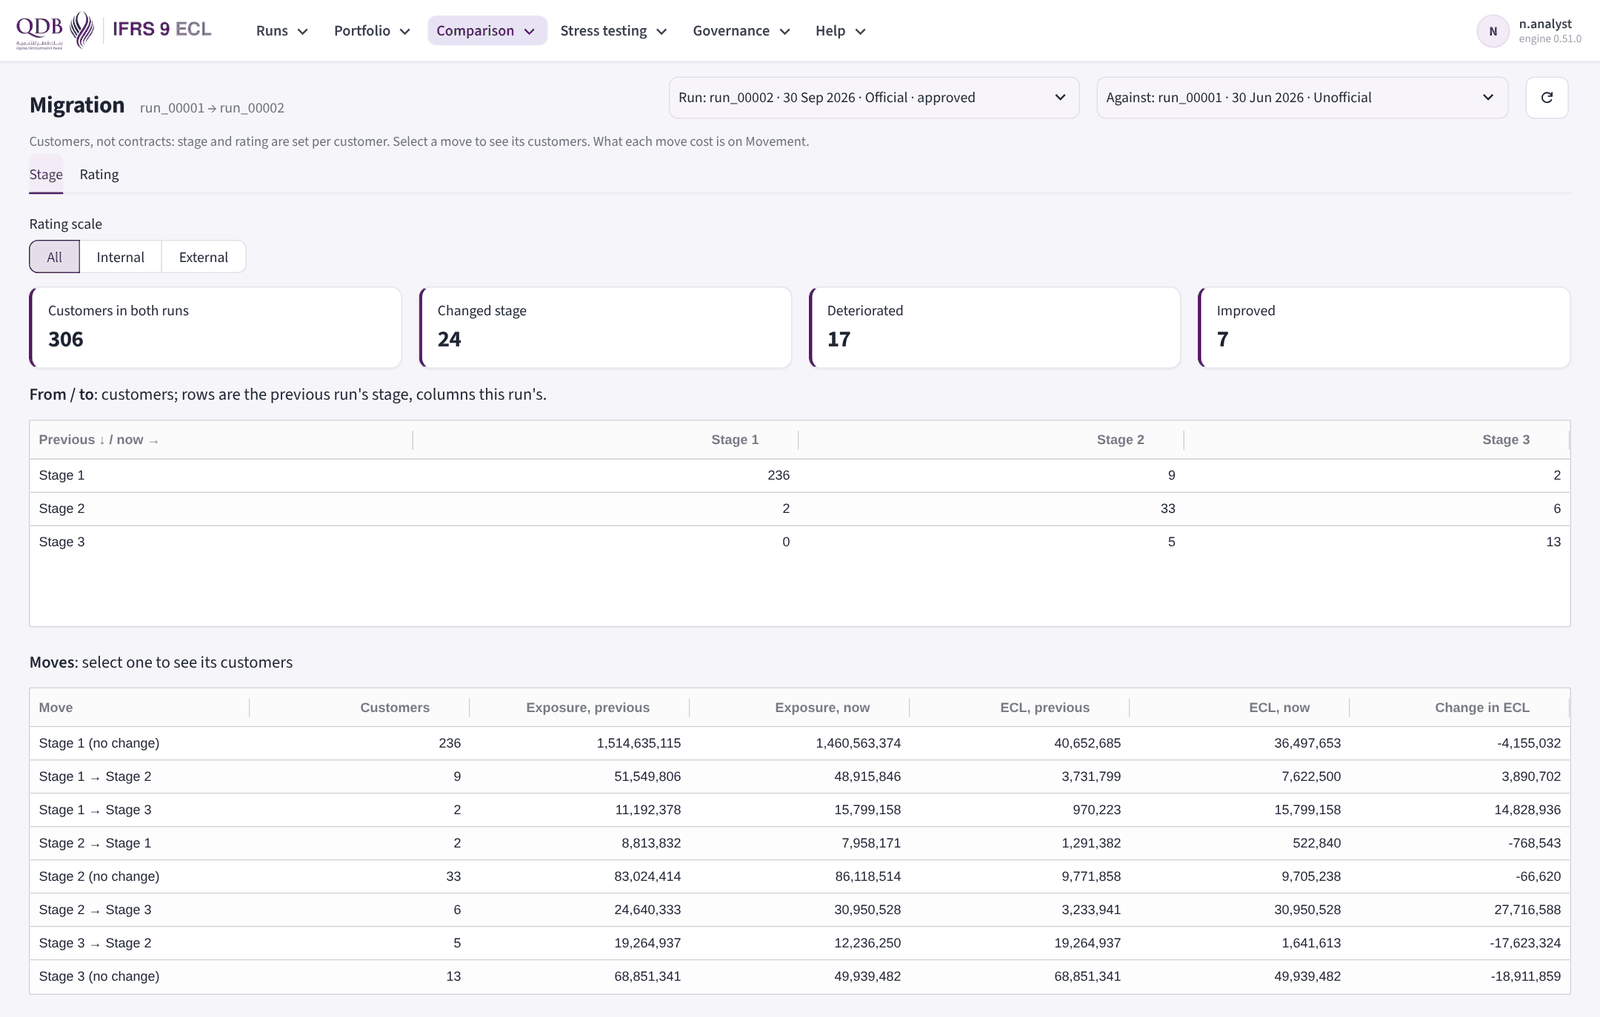 QDB IFRS 9 ECL
Runs Portfolio Comparison Stress testing Governance Help
N n.analyst
engine 0.51.0
Migration run_00001 → run_00002
Run: run_00002 · 30 Sep 2026 · Official · approved
Against: run_00001 · 30 Jun 2026 · Unofficial
Customers, not contracts: stage and rating are set per customer. Select a move to see its customers. What each move cost is on Movement.
Stage Rating
Rating scale
All Internal External
Customers in both runs
306
Changed stage
24
Deteriorated
17
Improved
7
From / to: customers; rows are the previous run's stage, columns this run's.
Previous ↓ / now → Stage 1 Stage 2 Stage 3
Stage 1 236 9 2
Stage 2 2 33 6
Stage 3 0 5 13
Moves: select one to see its customers
Move Customers Exposure, previous Exposure, now ECL, previous ECL, now Change in ECL
Stage 1 (no change) 236 1,514,635,115 1,460,563,374 40,652,685 36,497,653 -4,155,032
Stage 1 → Stage 2 9 51,549,806 48,915,846 3,731,799 7,622,500 3,890,702
Stage 1 → Stage 3 2 11,192,378 15,799,158 970,223 15,799,158 14,828,936
Stage 2 → Stage 1 2 8,813,832 7,958,171 1,291,382 522,840 -768,543
Stage 2 (no change) 33 83,024,414 86,118,514 9,771,858 9,705,238 -66,620
Stage 2 → Stage 3 6 24,640,333 30,950,528 3,233,941 30,950,528 27,716,588
Stage 3 → Stage 2 5 19,264,937 12,236,250 19,264,937 1,641,613 -17,623,324
Stage 3 (no change) 13 68,851,341 49,939,482 68,851,341 49,939,482 -18,911,859